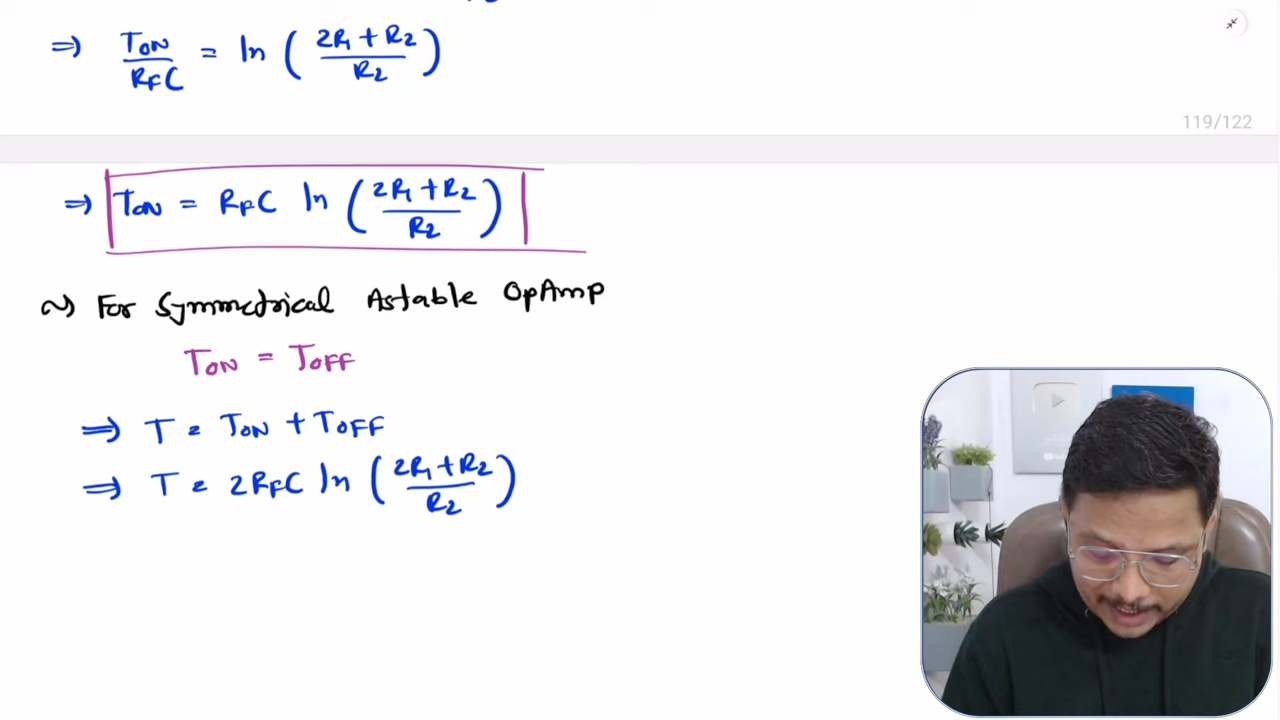 ⇒ TON/RFC = ln ( (2R1 + R2)/R2 )
119/122
⇒ TON = RFC ln ( (2R1 + R2)/R2 )
~) For Symmetrical Astable OpAmp
TON = TOFF
⇒ T = TON + TOFF
⇒ T = 2RFC ln ( (2R1 + R2)/R2 )